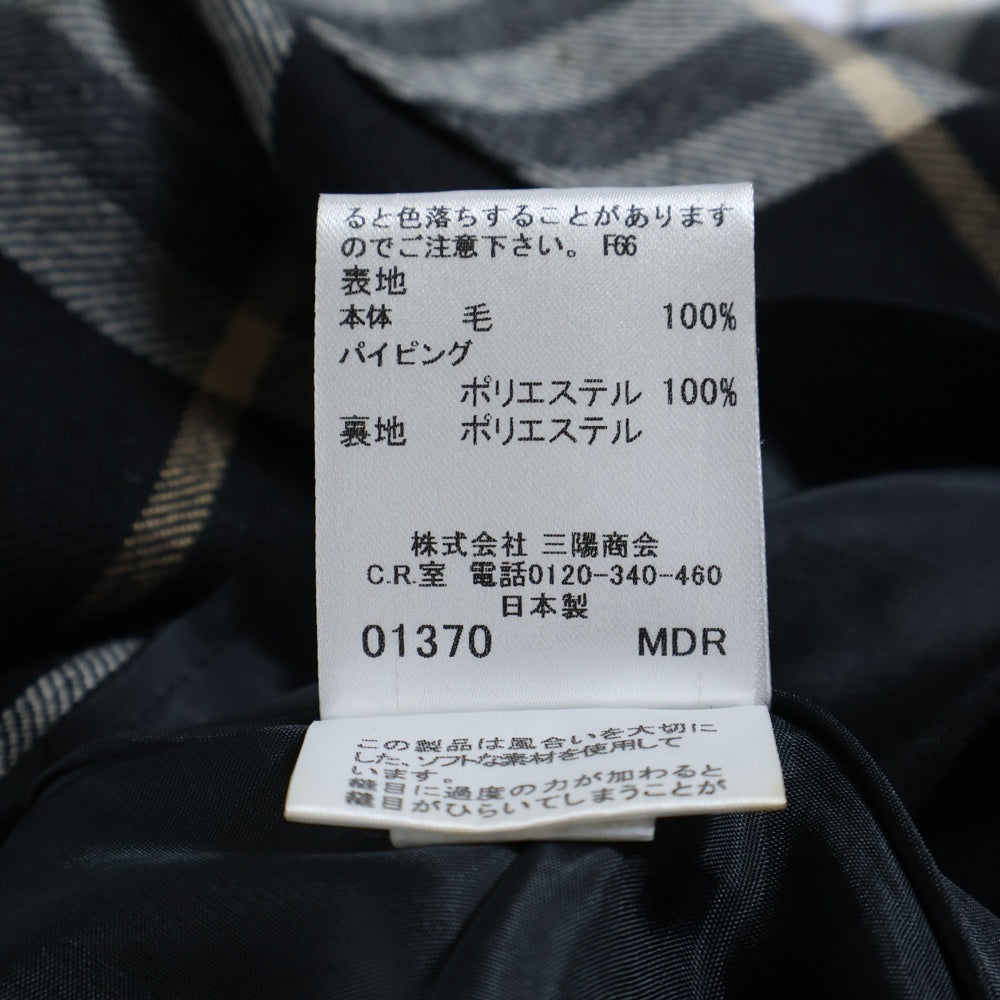 ると色落ちすることがあります
のでご注意下さい。 F66
表地
本体 毛 100%
パイピング
ポリエステル 100%
裏地 ポリエステル
株式会社 三陽商会
C.R.室 電話0120-340-460
日本製
01370 MDR
この製品は風合いを大切に
した、ソフトな素材を使用して
います。
縫目に過度の力が加わると
縫目がひらいてしまうことが